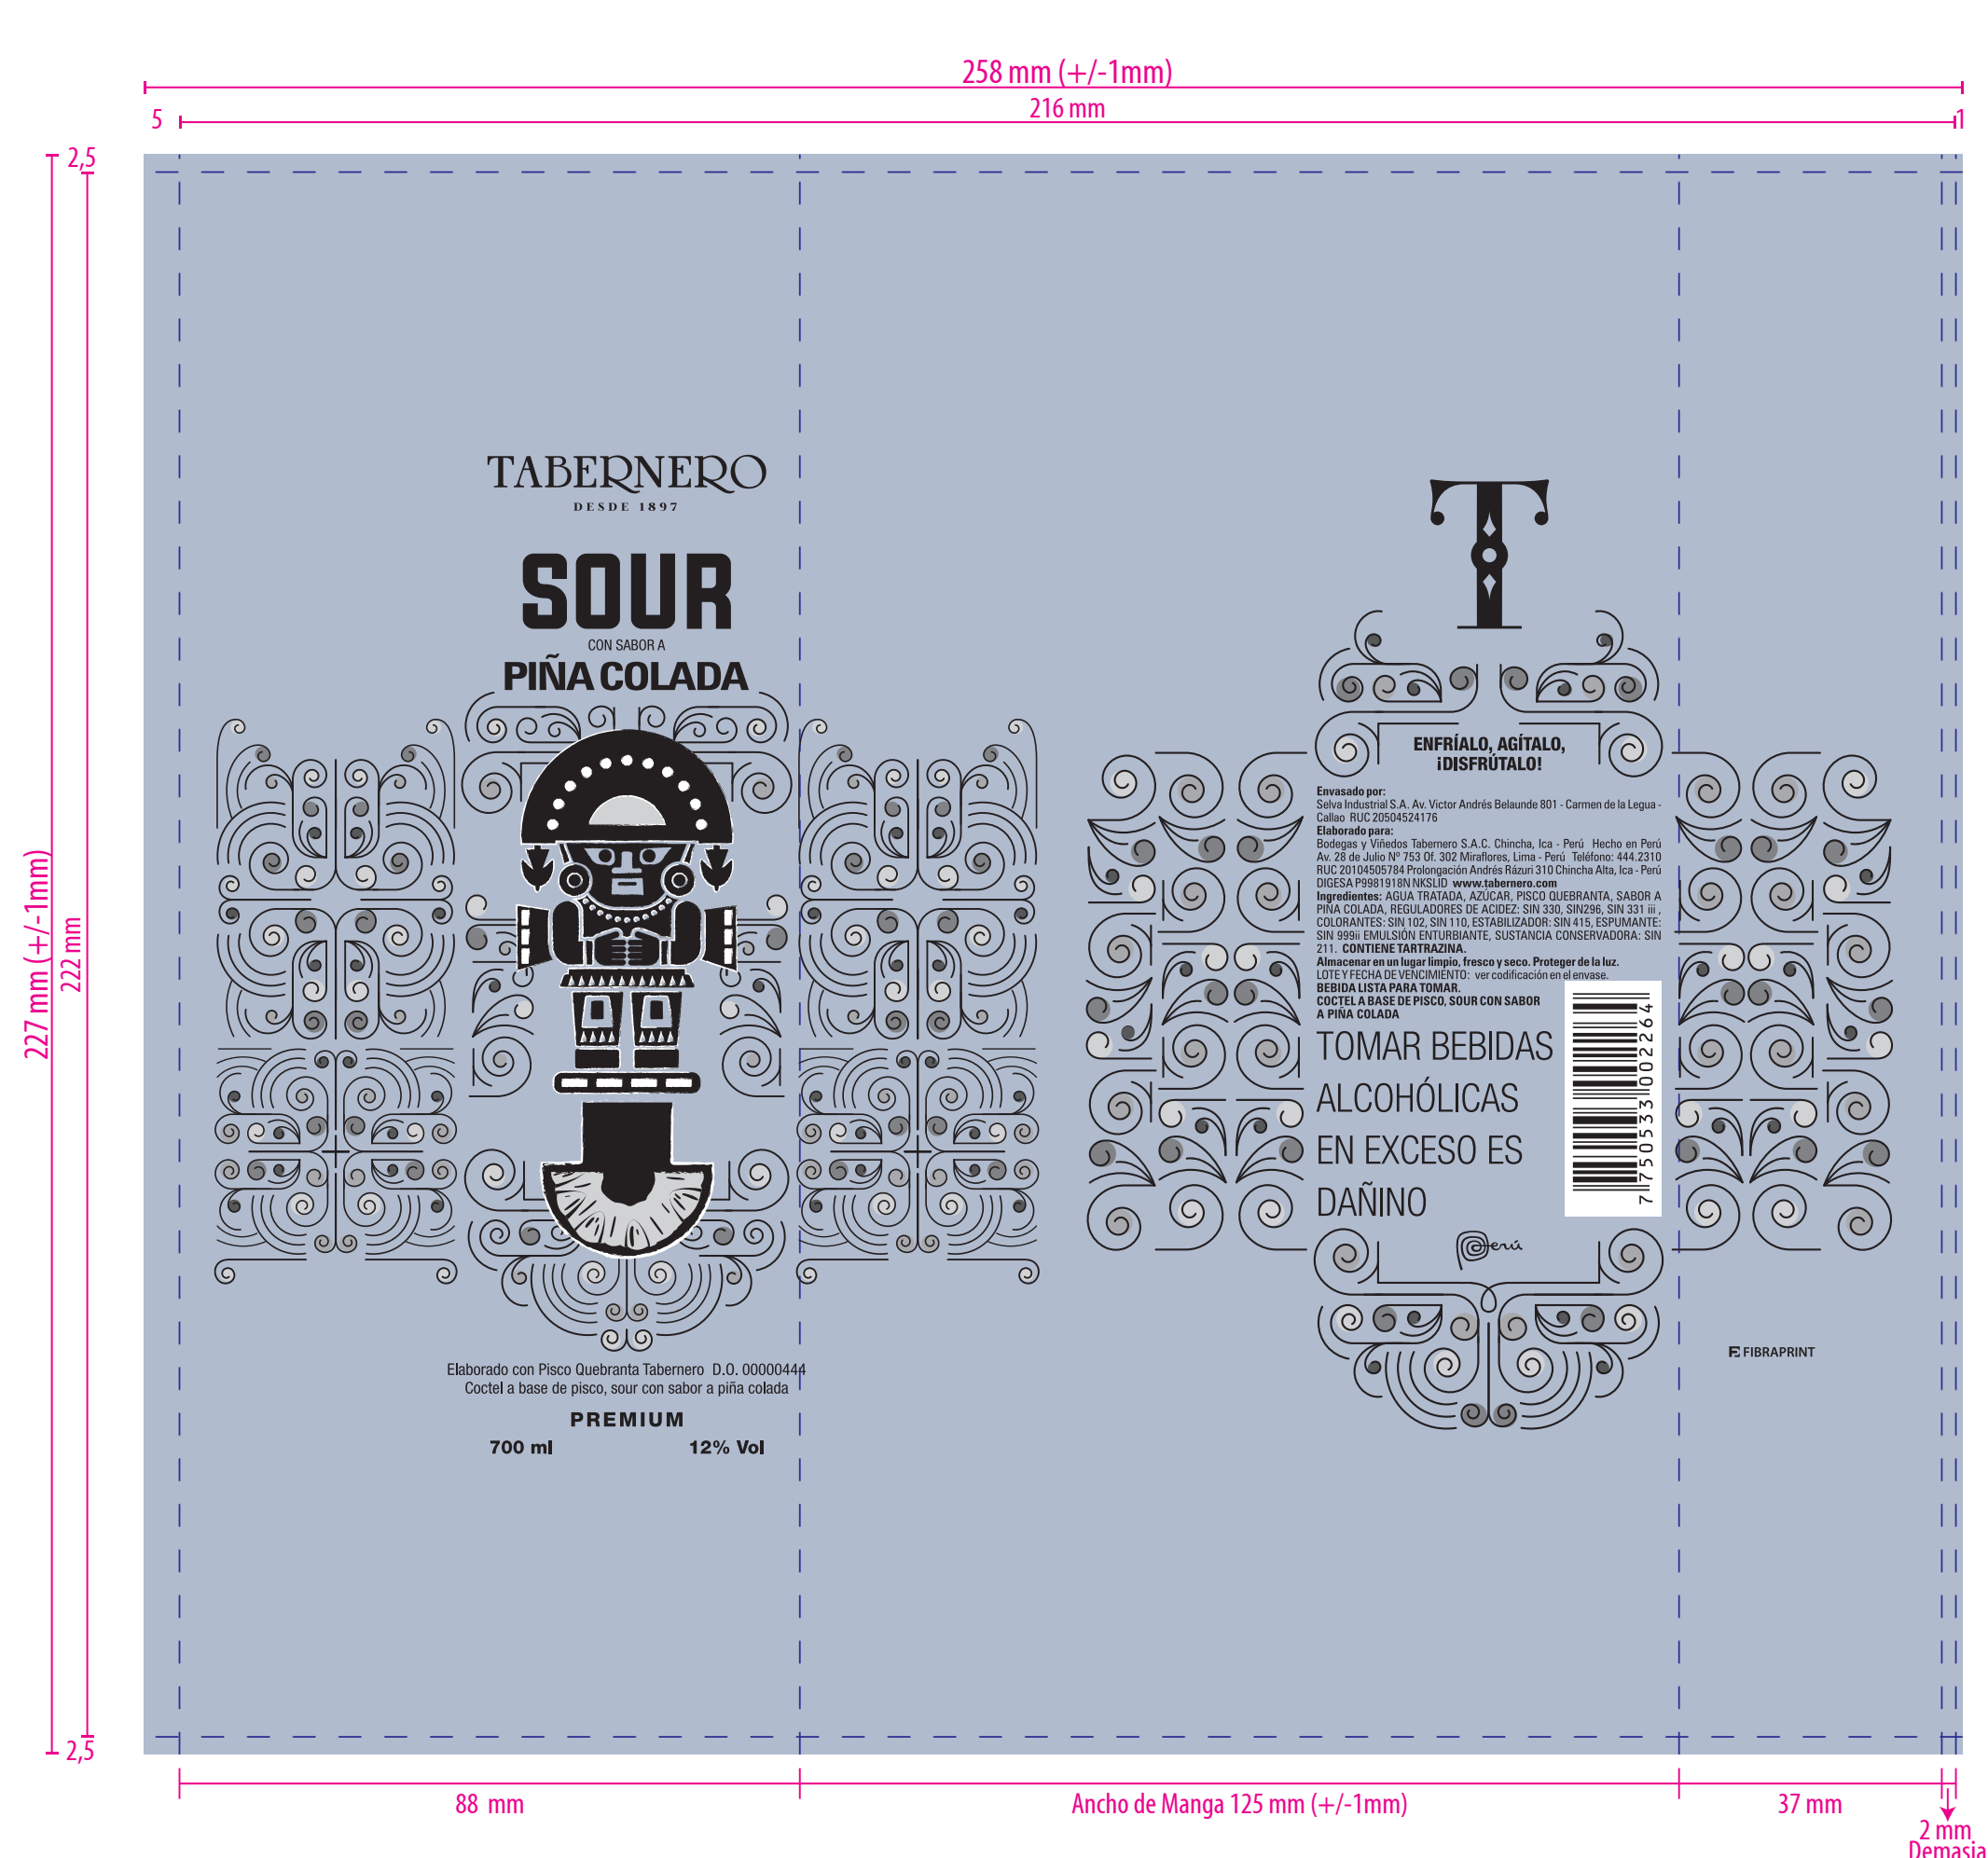 258 mm (+/-1mm)
216 mm
5
1
2,5
227 mm (+/-1mm)
222 mm
2,5
TABERNERO
DESDE 1897
SOUR
CON SABOR A
PIÑA COLADA
Elaborado con Pisco Quebranta Tabernero D.O. 00000444
Coctel a base de pisco, sour con sabor a piña colada
PREMIUM
700 ml 12% Vol
T
ENFRÍALO, AGÍTALO,
¡DISFRÚTALO!
Envasado por:
Selva Industrial S.A. Av. Victor Andrés Belaunde 801 - Carmen de la Legua -
Callao RUC 20504524176
Elaborado para:
Bodegas y Viñedos Tabernero S.A.C. Chincha, Ica - Perú Hecho en Perú
Av. 28 de Julio Nº 753 Of. 302 Miraflores, Lima - Perú Teléfono: 444.2310
RUC 20104505784 Prolongación Andrés Rázuri 310 Chincha Alta, Ica - Perú
DIGESA P9981918N NKSLID www.tabernero.com
Ingredientes: AGUA TRATADA, AZÚCAR, PISCO QUEBRANTA, SABOR A
PIÑA COLADA, REGULADORES DE ACIDEZ: SIN 330, SIN296, SIN 331 iii ,
COLORANTES: SIN 102, SIN 110, ESTABILIZADOR: SIN 415, ESPUMANTE:
SIN 999ii EMULSIÓN ENTURBIANTE, SUSTANCIA CONSERVADORA: SIN
211. CONTIENE TARTRAZINA.
Almacenar en un lugar limpio, fresco y seco. Proteger de la luz.
LOTE Y FECHA DE VENCIMIENTO: ver codificación en el envase.
BEBIDA LISTA PARA TOMAR.
COCTEL A BASE DE PISCO, SOUR CON SABOR
A PIÑA COLADA
TOMAR BEBIDAS
ALCOHÓLICAS
EN EXCESO ES
DAÑINO
7 750533 002264
Perú
FIBRAPRINT
88 mm
Ancho de Manga 125 mm (+/-1mm)
37 mm
2 mm
Demasia